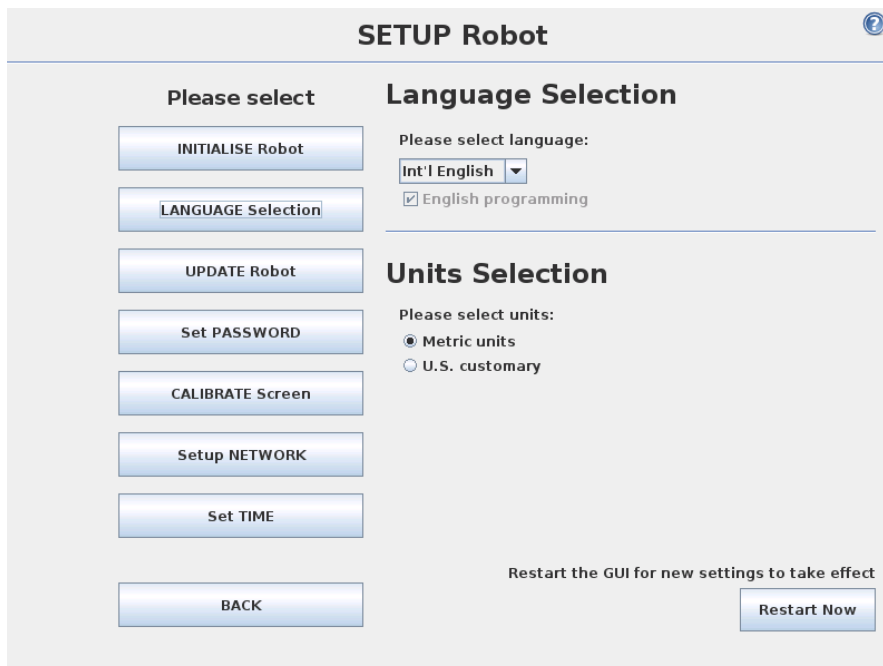 SETUP Robot
?
Please select
INITIALISE Robot
LANGUAGE Selection
UPDATE Robot
Set PASSWORD
CALIBRATE Screen
Setup NETWORK
Set TIME
BACK
Language Selection
Please select language:
Int'l English
English programming
Units Selection
Please select units:
Metric units
U.S. customary
Restart the GUI for new settings to take effect
Restart Now